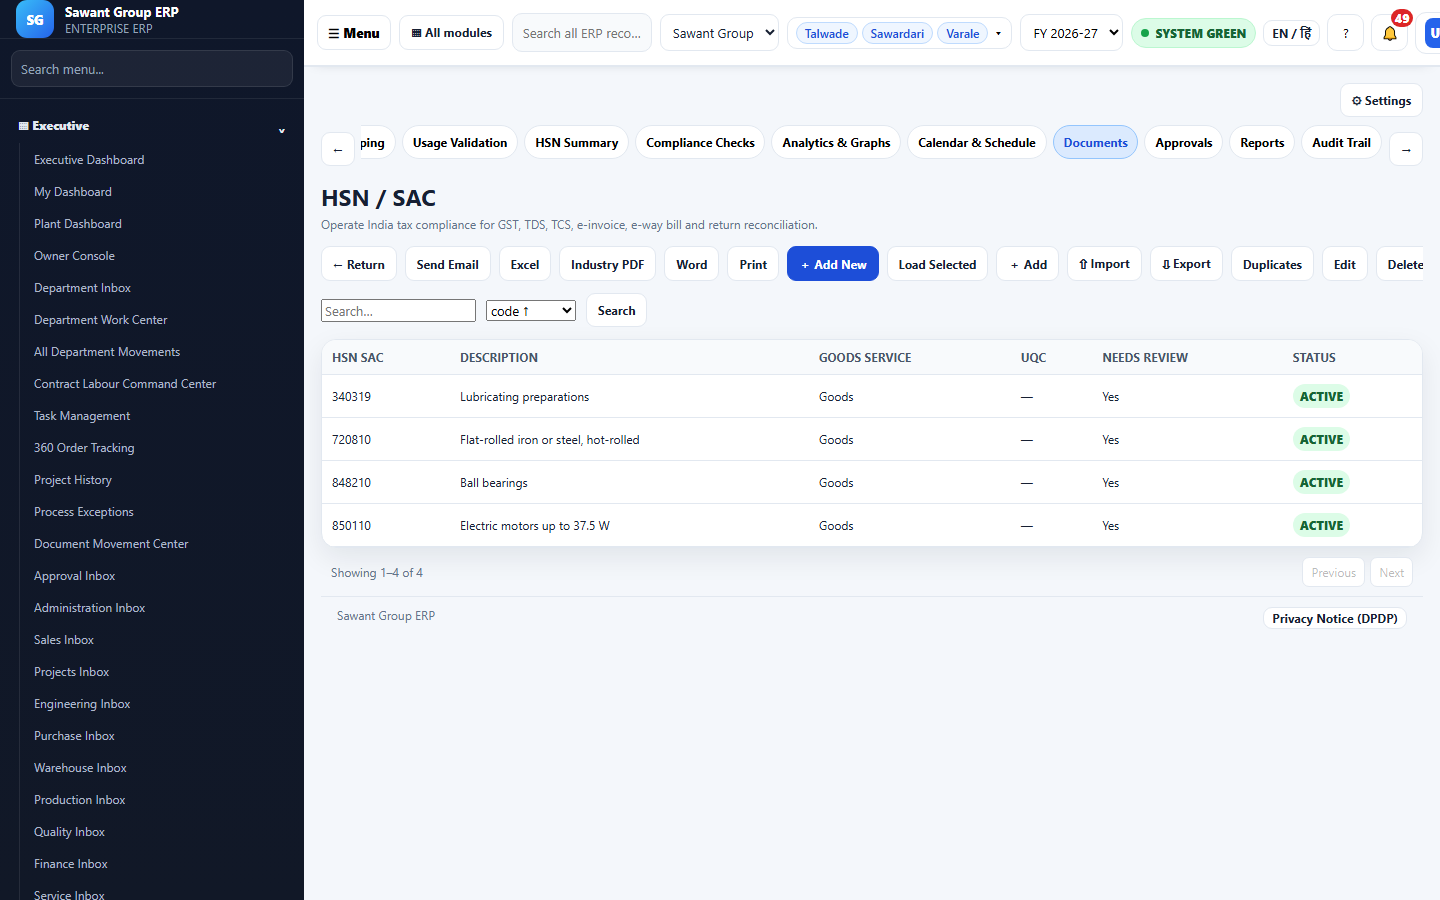 SG
Sawant Group ERP
ENTERPRISE ERP
Search menu...
Executive
Executive Dashboard
My Dashboard
Plant Dashboard
Owner Console
Department Inbox
Department Work Center
All Department Movements
Contract Labour Command Center
Task Management
360 Order Tracking
Project History
Process Exceptions
Document Movement Center
Approval Inbox
Administration Inbox
Sales Inbox
Projects Inbox
Engineering Inbox
Purchase Inbox
Warehouse Inbox
Production Inbox
Quality Inbox
Finance Inbox
Service Inbox
☰ Menu All modules Search all ERP reco... Sawant Group Talwade Sawardari Varale FY 2026-27 SYSTEM GREEN EN / हिं ? 49 U
⚙ Settings
← ping Usage Validation HSN Summary Compliance Checks Analytics & Graphs Calendar & Schedule Documents Approvals Reports Audit Trail →
HSN / SAC
Operate India tax compliance for GST, TDS, TCS, e-invoice, e-way bill and return reconciliation.
← Return Send Email Excel Industry PDF Word Print + Add New Load Selected + Add ⇧ Import ⇩ Export Duplicates Edit Delete
Search... code ↑ Search
HSN SAC DESCRIPTION GOODS SERVICE UQC NEEDS REVIEW STATUS
340319 Lubricating preparations Goods — Yes ACTIVE
720810 Flat-rolled iron or steel, hot-rolled Goods — Yes ACTIVE
848210 Ball bearings Goods — Yes ACTIVE
850110 Electric motors up to 37.5 W Goods — Yes ACTIVE
Showing 1–4 of 4 Previous Next
Sawant Group ERP Privacy Notice (DPDP)